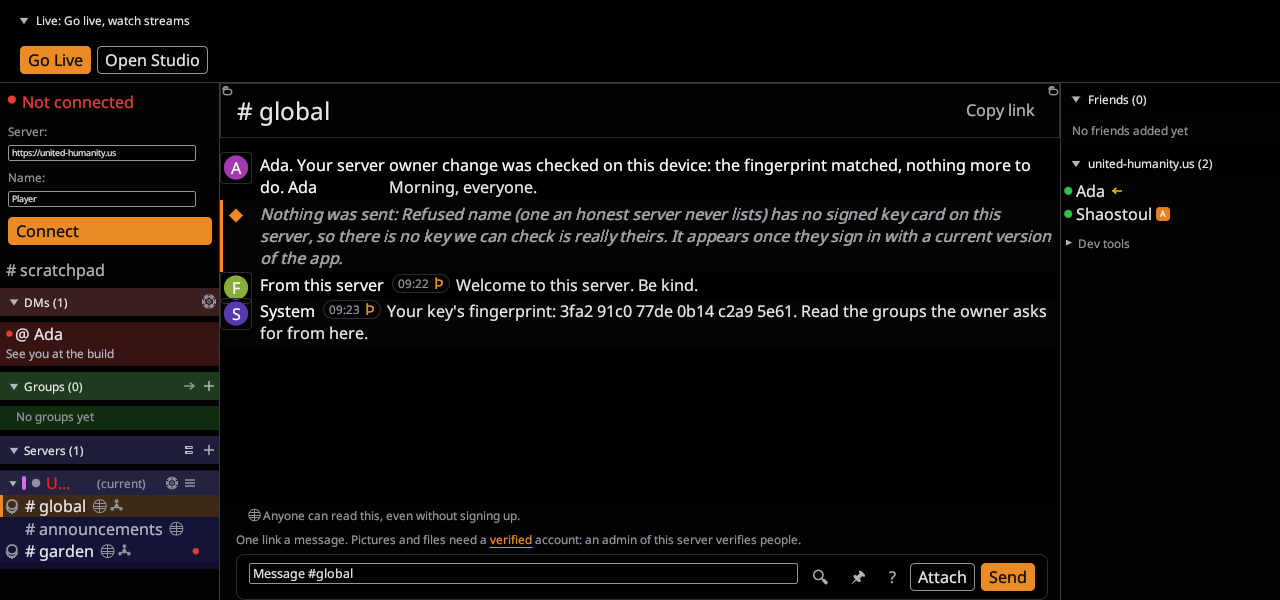 Live: Go live, watch streams
Go Live
Open Studio
Not connected
Server:
https://united-humanity.us
Name:
Player
Connect
# scratchpad
DMs (1)
@ Ada
See you at the build
Groups (0)
No groups yet
Servers (1)
U... (current)
# global
# announcements
# garden
# global
Copy link
A
Ada. Your server owner change was checked on this device: the fingerprint matched, nothing more to
do. Ada Morning, everyone.
Nothing was sent: Refused name (one an honest server never lists) has no signed key card on this
server, so there is no key we can check is really theirs. It appears once they sign in with a current version
of the app.
F
From this server 09:22 Þ Welcome to this server. Be kind.
S
System 09:23 Þ Your key's fingerprint: 3fa2 91c0 77de 0b14 c2a9 5e61. Read the groups the owner asks
for from here.
Anyone can read this, even without signing up.
One link a message. Pictures and files need a verified account: an admin of this server verifies people.
Message #global
?
Attach
Send
Friends (0)
No friends added yet
united-humanity.us (2)
Ada
Shaostoul A
Dev tools